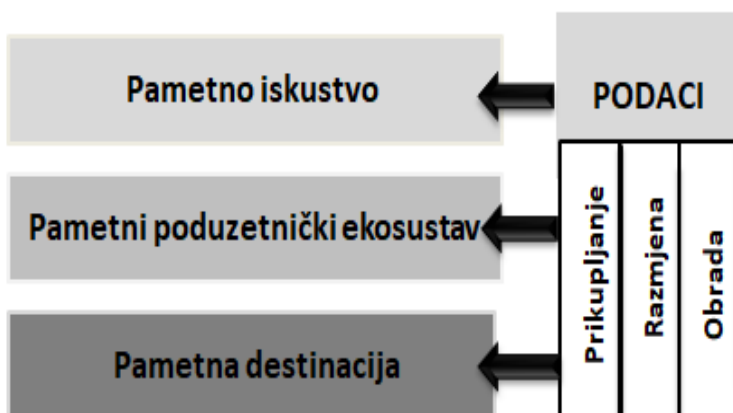 Pametno iskustvo
PODACI
Pametni poduzetnički ekosustav
Pametna destinacija
Prikupljanje
Razmjena
Obrada